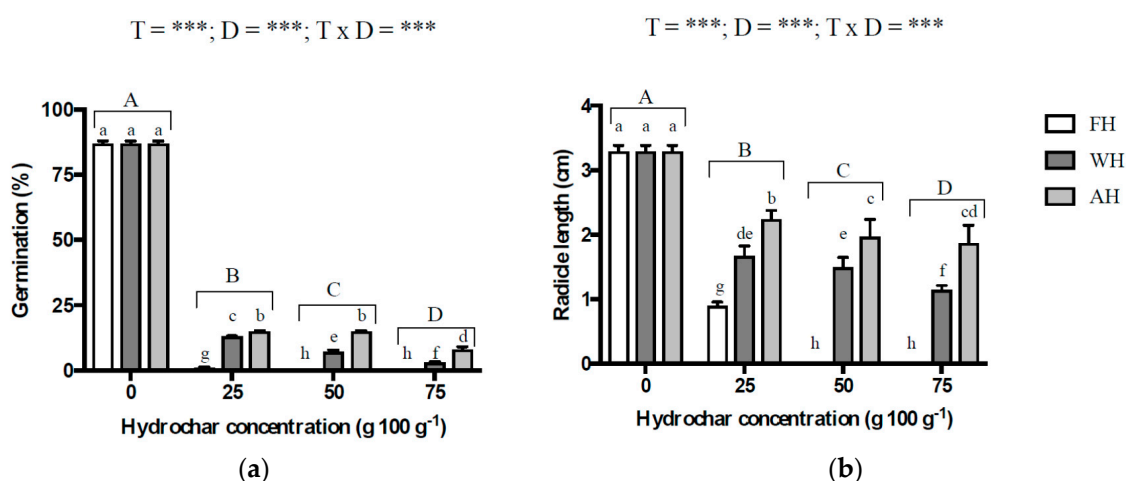 T = ***; D = ***; T x D = ***
A
a a a
B
g c b
C
h e b
D
h f d
100
75
50
25
0
Germination (%)
0 25 50 75
Hydrochar concentration (g 100 g⁻¹)
(a)
T = ***; D = ***; T x D = ***
A
a a a
B
g de b
C
h e c
D
h f cd
4
3
2
1
0
Radicle length (cm)
0 25 50 75
Hydrochar concentration (g 100 g⁻¹)
(b)
FH
WH
AH